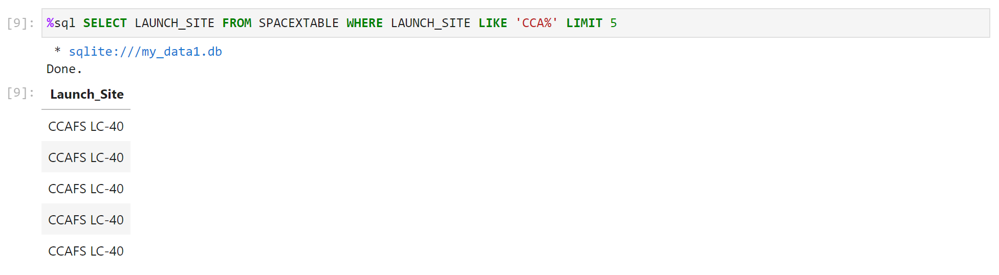 [9]: %sql SELECT LAUNCH_SITE FROM SPACEXTABLE WHERE LAUNCH_SITE LIKE 'CCA%' LIMIT 5
* sqlite:///my_data1.db
Done.
[9]: Launch_Site
CCAFS LC-40
CCAFS LC-40
CCAFS LC-40
CCAFS LC-40
CCAFS LC-40